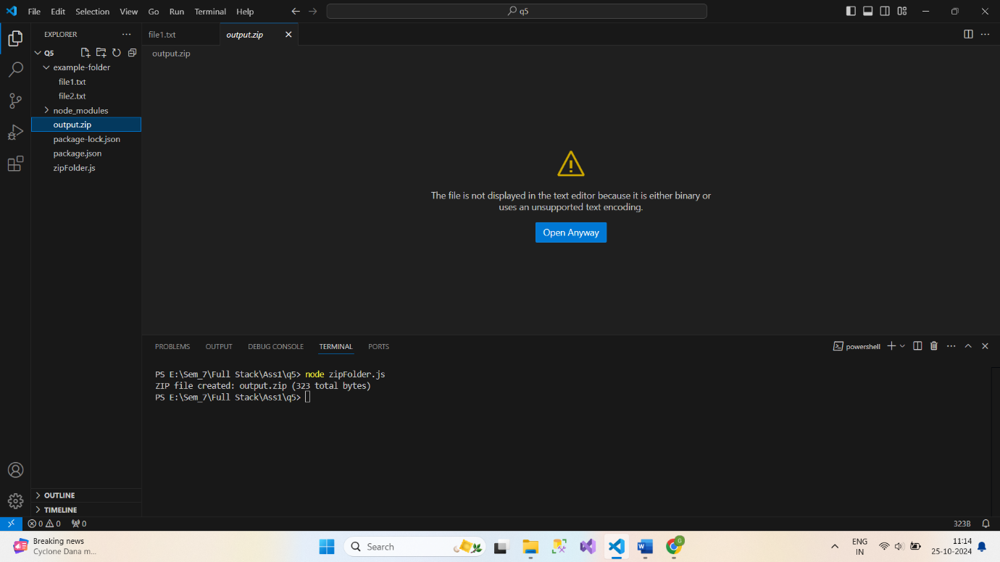 File Edit Selection View Go Run Terminal Help
q5
EXPLORER
Q5
example-folder
file1.txt
file2.txt
node_modules
output.zip
package-lock.json
package.json
zipFolder.js
OUTLINE
TIMELINE
file1.txt
output.zip
output.zip
The file is not displayed in the text editor because it is either binary or
uses an unsupported text encoding.
Open Anyway
PROBLEMS OUTPUT DEBUG CONSOLE TERMINAL PORTS
powershell
PS E:\Sem_7\Full Stack\Ass1\q5> node zipFolder.js
ZIP file created: output.zip (323 total bytes)
PS E:\Sem_7\Full Stack\Ass1\q5>
0 0 0
323B
Breaking news
Cyclone Dana m...
Search
G
ENG
IN
11:14
25-10-2024